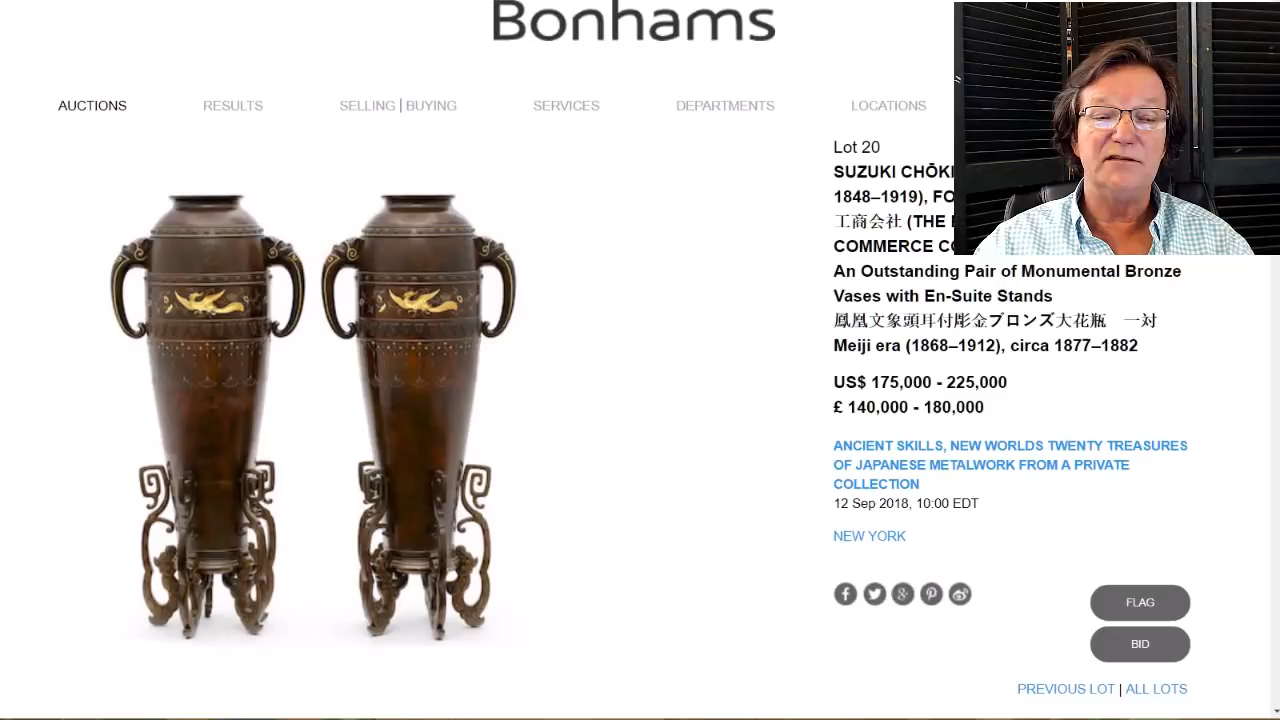 Bonhams
AUCTIONS RESULTS SELLING | BUYING SERVICES DEPARTMENTS LOCATIONS
Lot 20
SUZUKI CHŌKI
1848–1919), FO
工商会社 (THE
COMMERCE CO
An Outstanding Pair of Monumental Bronze
Vases with En-Suite Stands
鳳凰文象頭耳付彫金ブロンズ大花瓶 一対
Meiji era (1868–1912), circa 1877–1882
US$ 175,000 - 225,000
£ 140,000 - 180,000
ANCIENT SKILLS, NEW WORLDS TWENTY TREASURES
OF JAPANESE METALWORK FROM A PRIVATE
COLLECTION
12 Sep 2018, 10:00 EDT
NEW YORK
FLAG
BID
PREVIOUS LOT | ALL LOTS